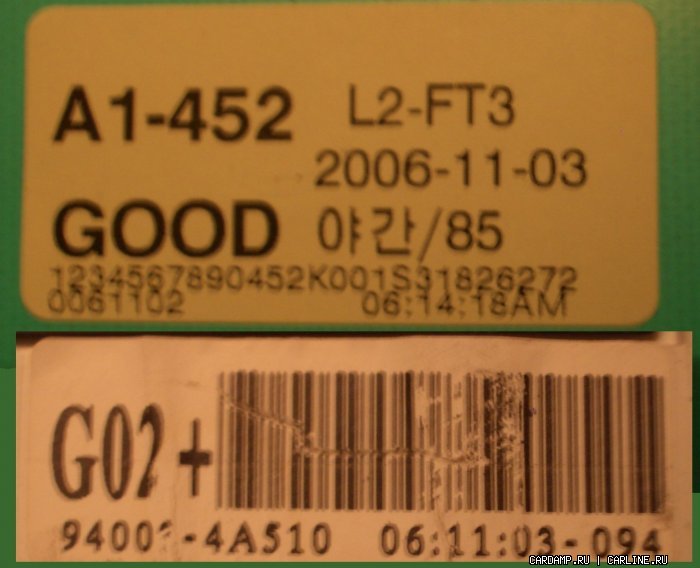 A1-452 L2-FT3
2006-11-03
GOOD 야간/85
1234567890452K001S31826272
0061102 06:14:18AM
G02+
06:11:03-094
CARDAMP.RU | CARLINE.RU